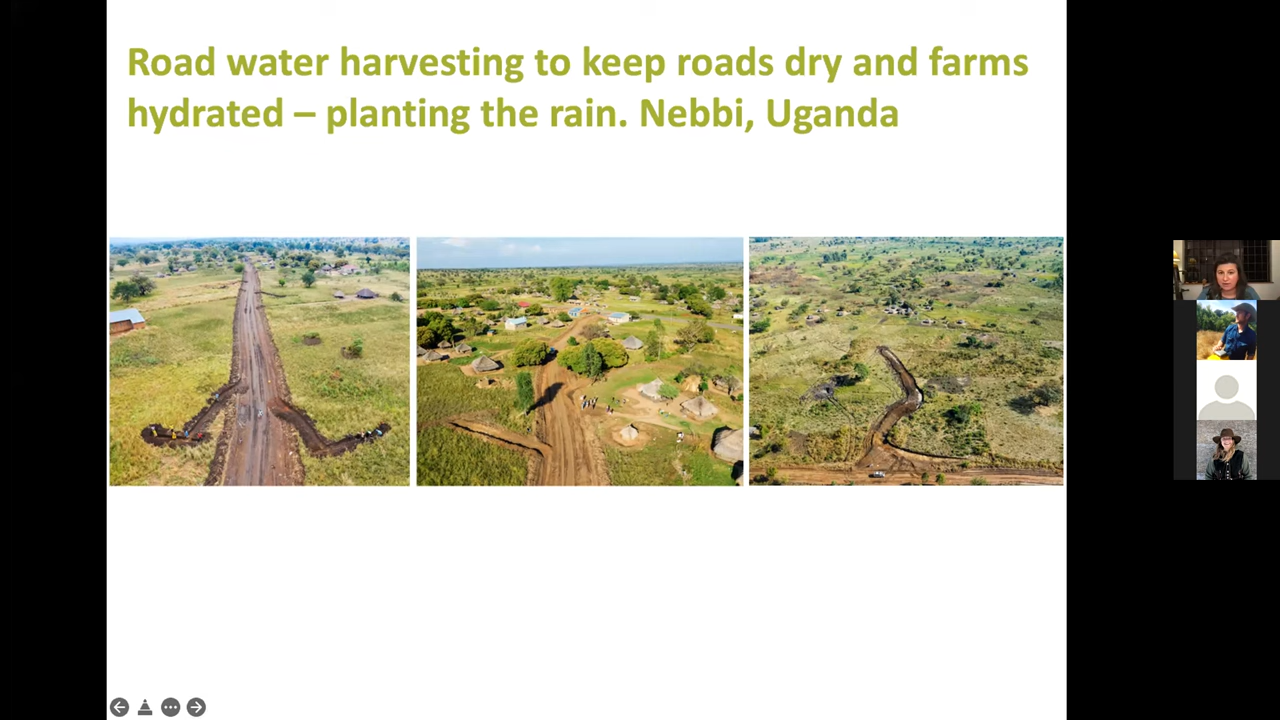 Road water harvesting to keep roads dry and farms
hydrated – planting the rain. Nebbi, Uganda